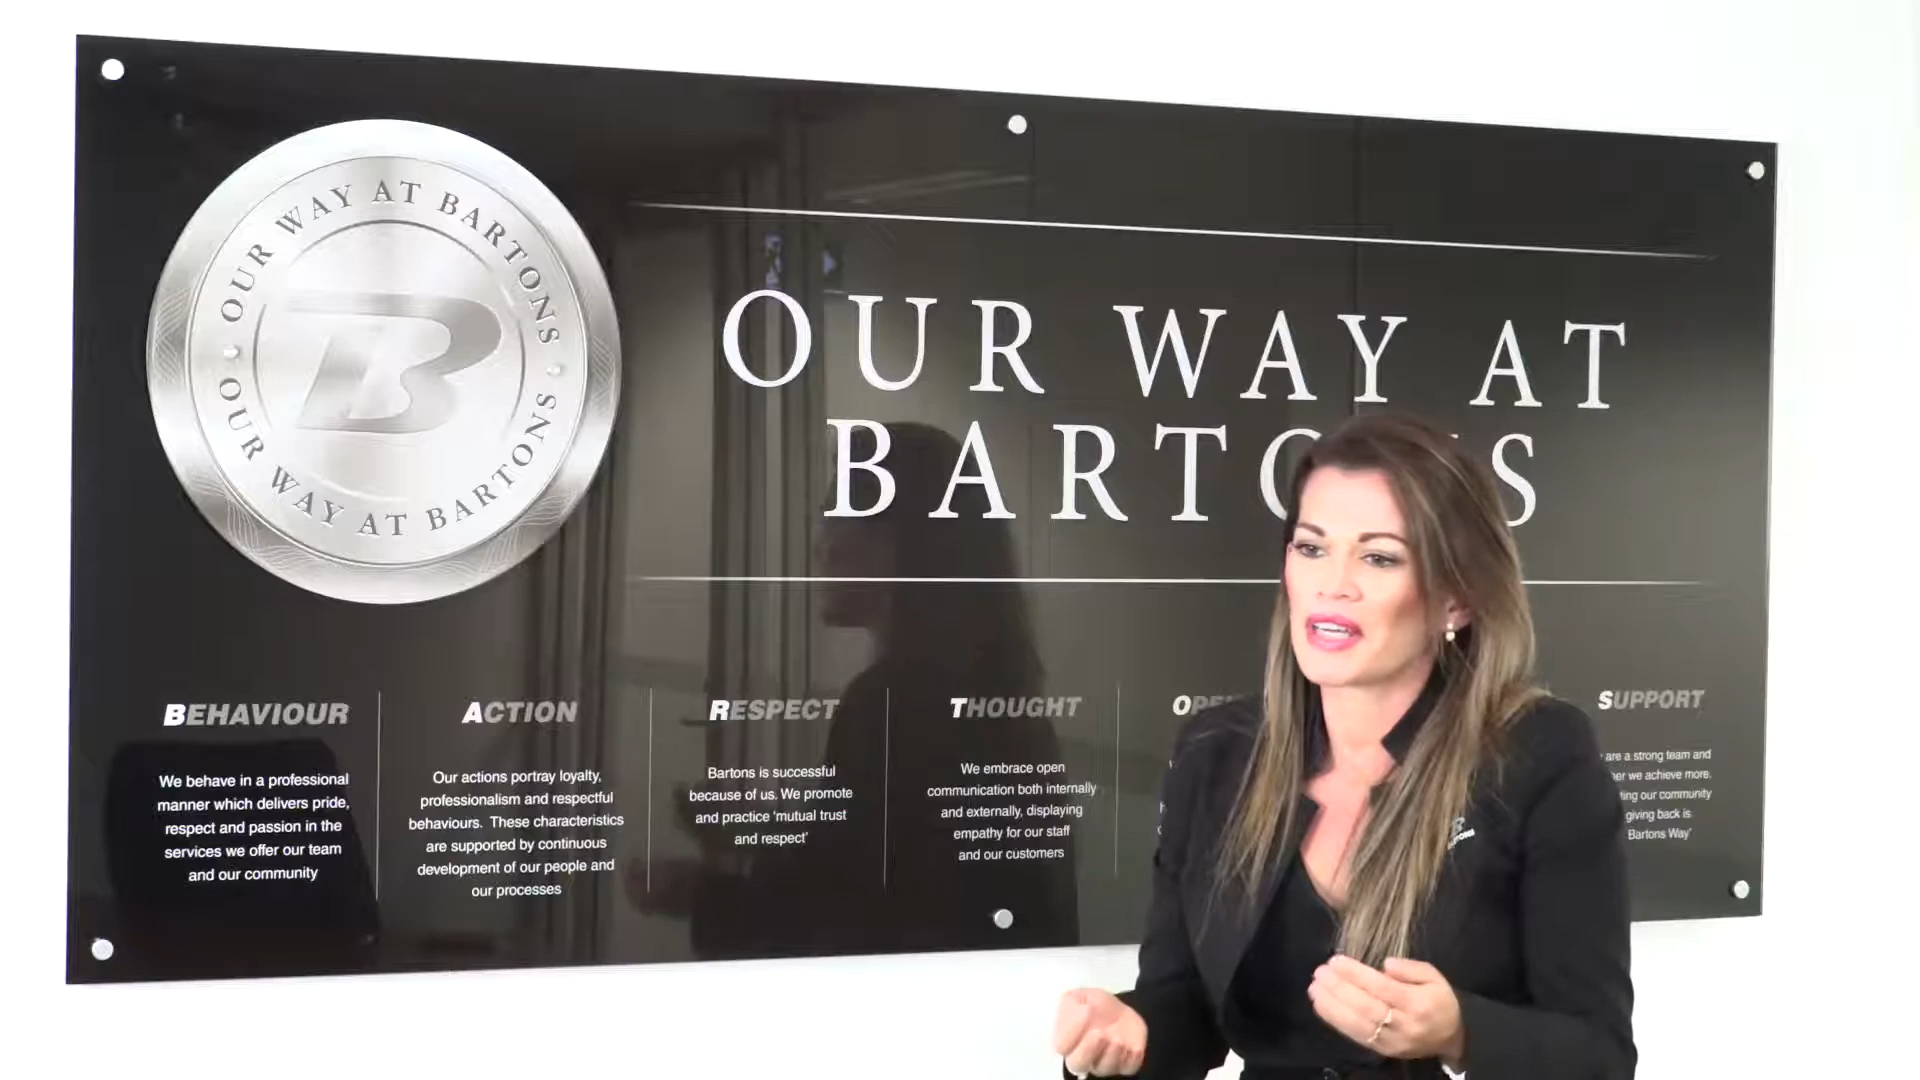 OUR WAY AT BARTONS
OUR WAY AT BARTONS
B
OUR WAY AT
BARTONS
BEHAVIOUR
We behave in a professional
manner which delivers pride,
respect and passion in the
services we offer our team
and our community
ACTION
Our actions portray loyalty,
professionalism and respectful
behaviours. These characteristics
are supported by continuous
development of our people and
our processes
RESPECT
Bartons is successful
because of us. We promote
and practice ‘mutual trust
and respect’
THOUGHT
We embrace open
communication both internally
and externally, displaying
empathy for our staff
and our customers
SUPPORT
are a strong team and
we achieve more.
our community
giving back is
Bartons Way’